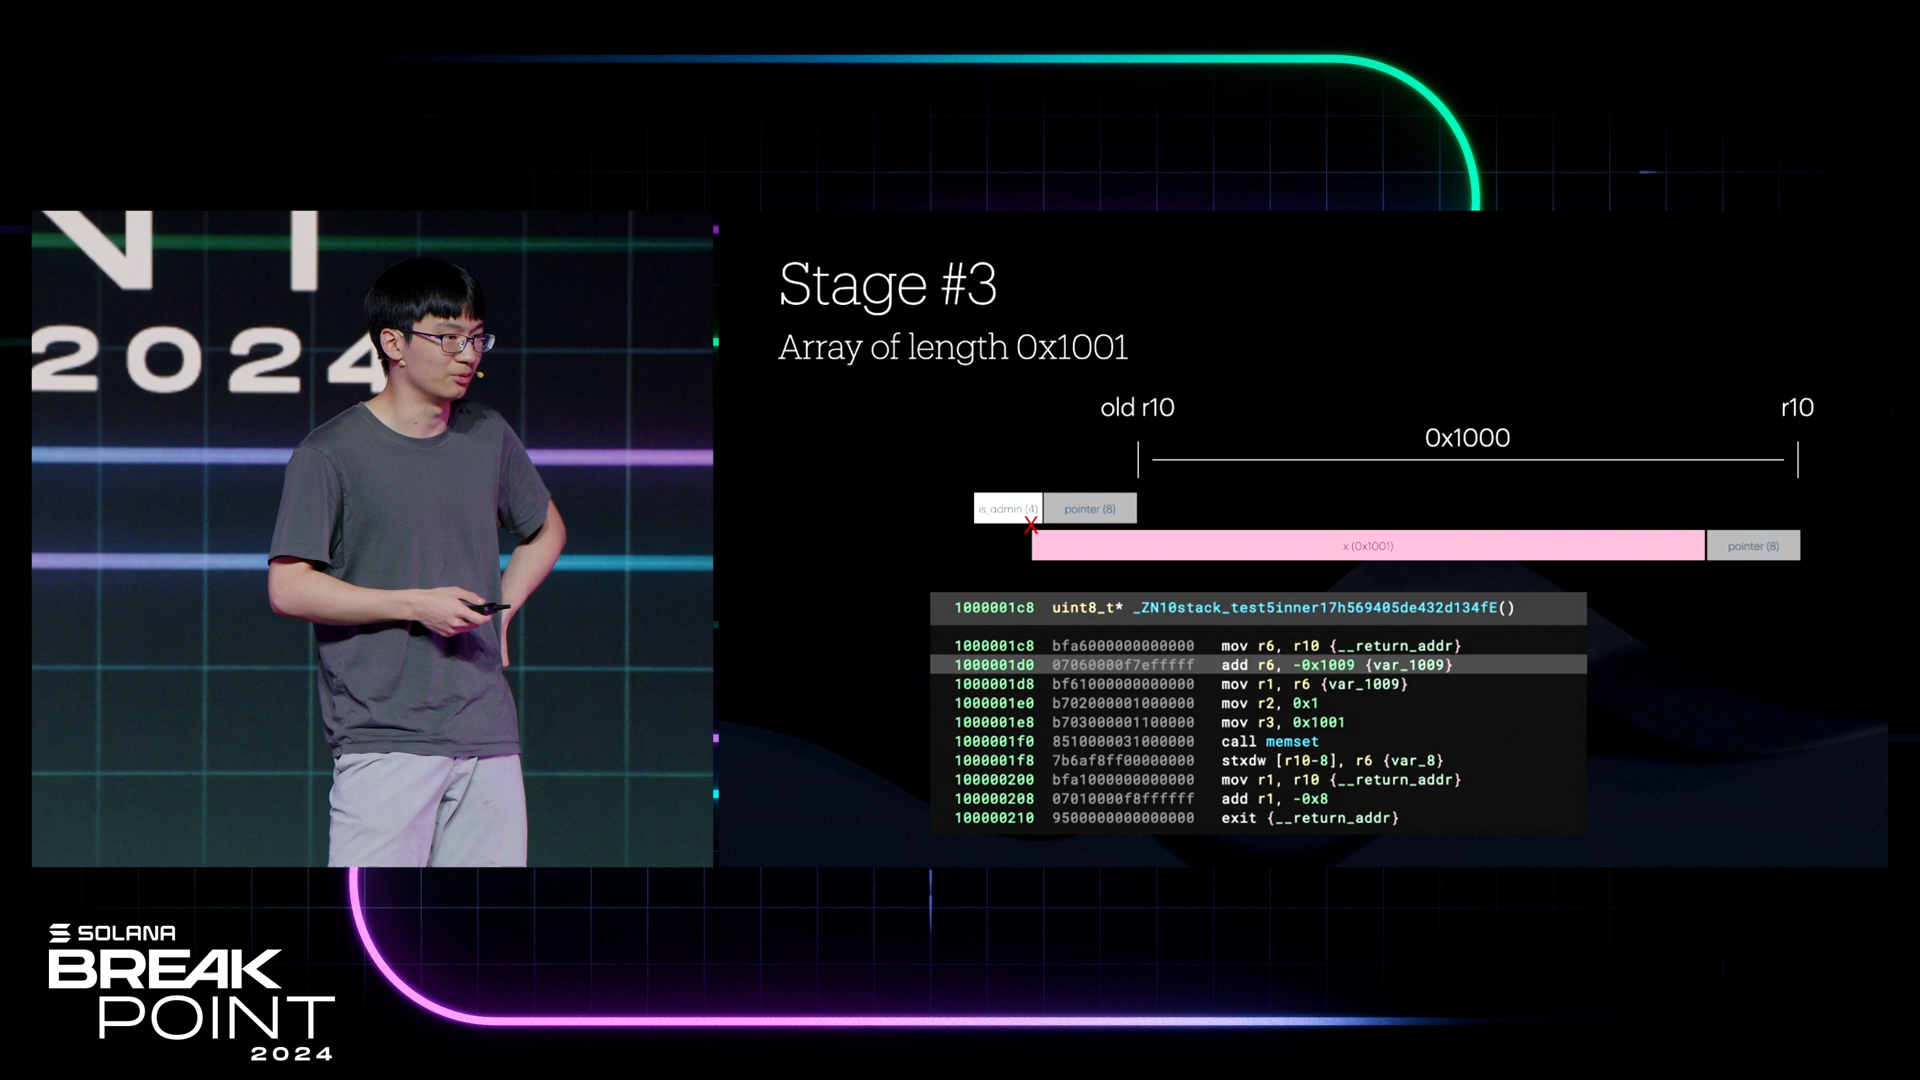 2024
Stage #3
Array of length 0x1001
old r10
r10
0x1000
is_admin (4)
pointer (8)
X
x (0x1001)
pointer (8)
1000001c8 uint8_t* _ZN10stack_test5inner17h569405de432d134fE()
1000001c8 bfa6000000000000 mov r6, r10 {__return_addr}
1000001d0 07060000f7efffff add r6, -0x1009 {var_1009}
1000001d8 bf61000000000000 mov r1, r6 {var_1009}
1000001e0 b702000001000000 mov r2, 0x1
1000001e8 b703000001100000 mov r3, 0x1001
1000001f0 8510000031000000 call memset
1000001f8 7b6af8ff00000000 stxdw [r10-8], r6 {var_8}
100000200 bfa1000000000000 mov r1, r10 {__return_addr}
100000208 07010000f8ffffff add r1, -0x8
100000210 9500000000000000 exit {__return_addr}
SOLANA
BREAK
POINT
2024